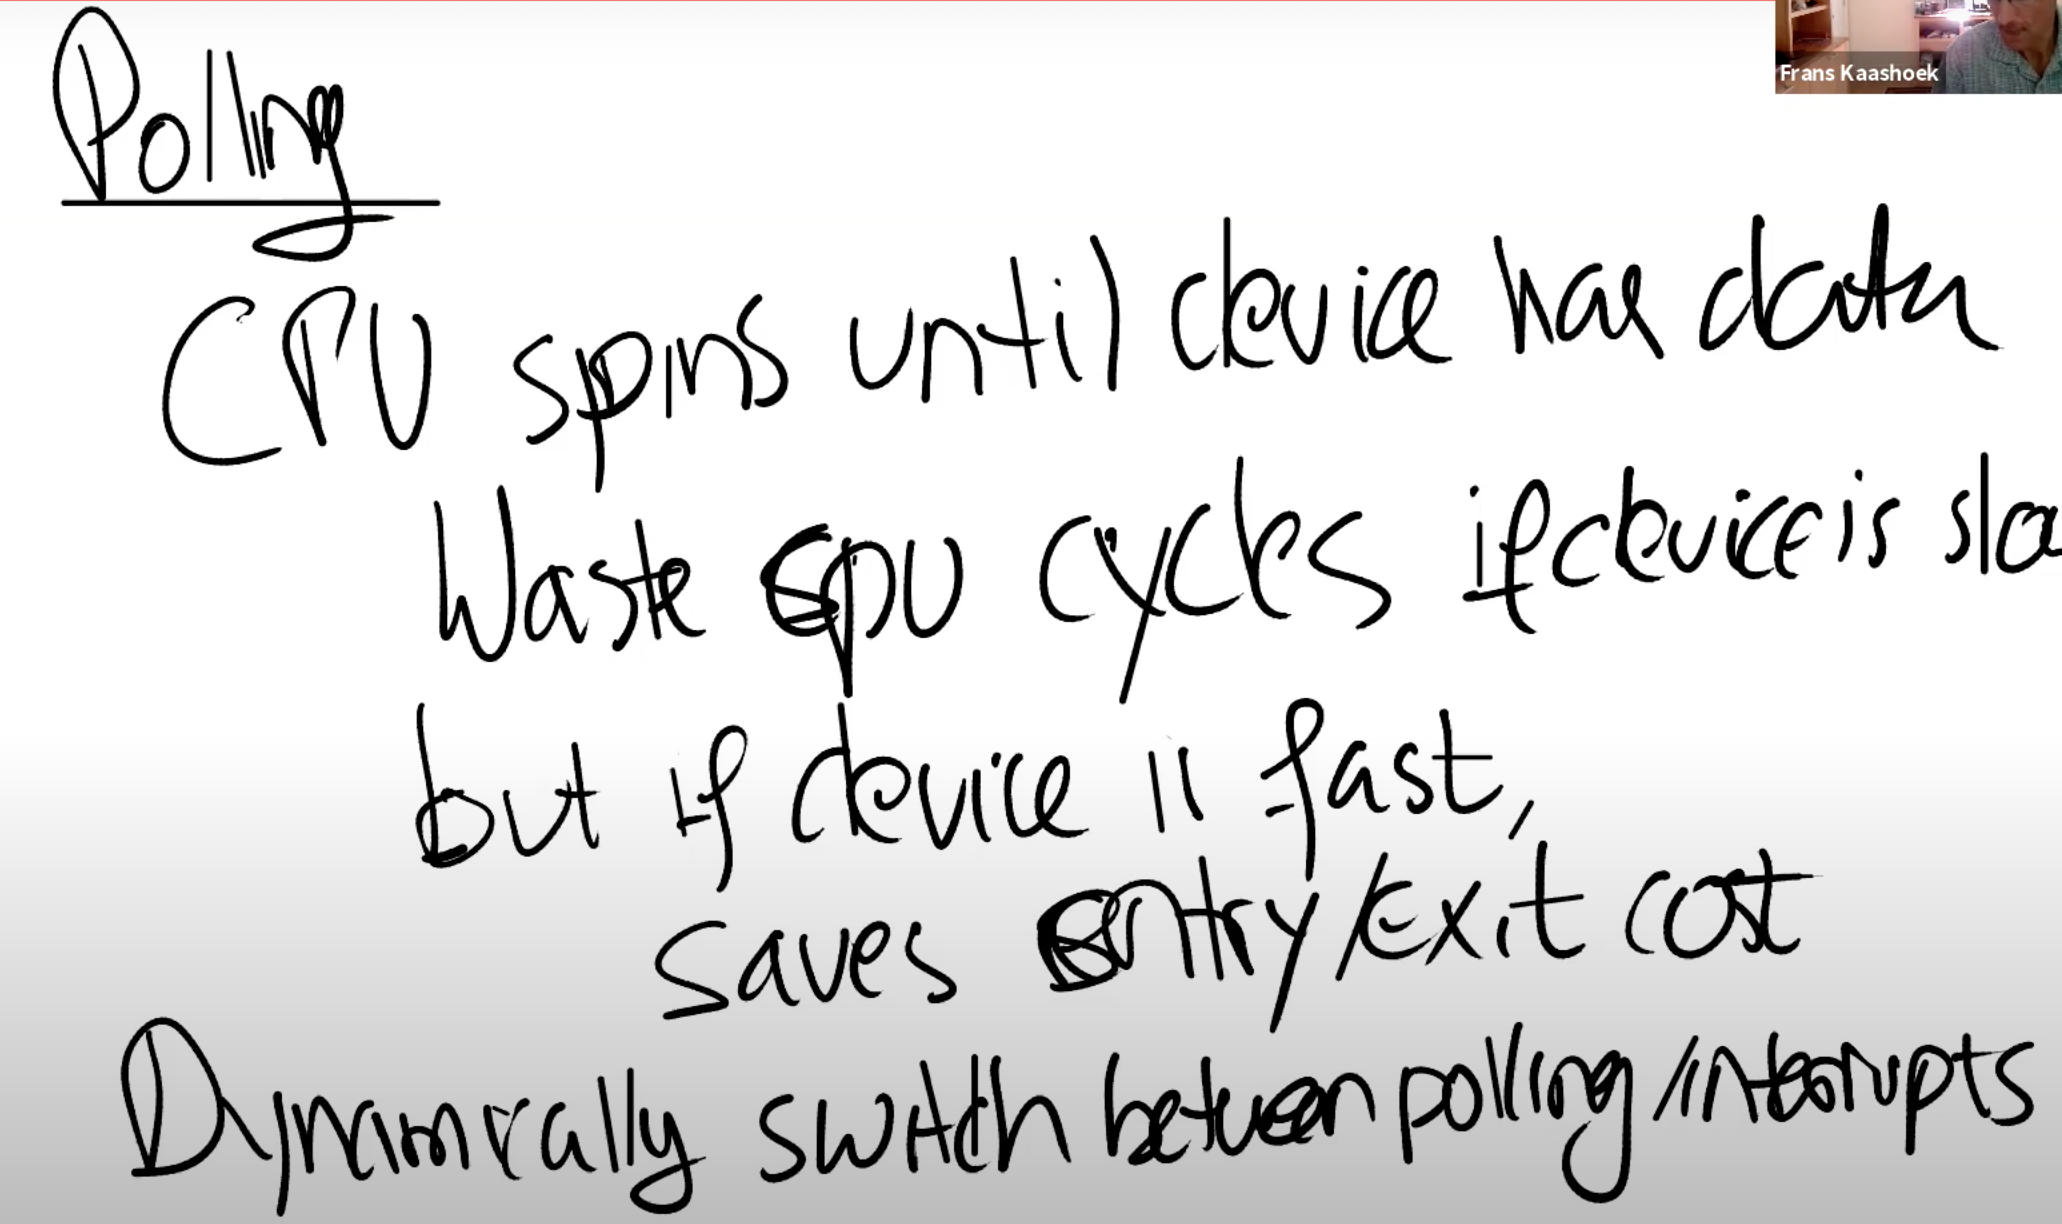 Polling
Frans Kaashoek
CPU spins until device has data
Waste CPU cycles if device is slo
but if device is fast,
saves entry/exit cost
Dynamically switch between polling/interrupts